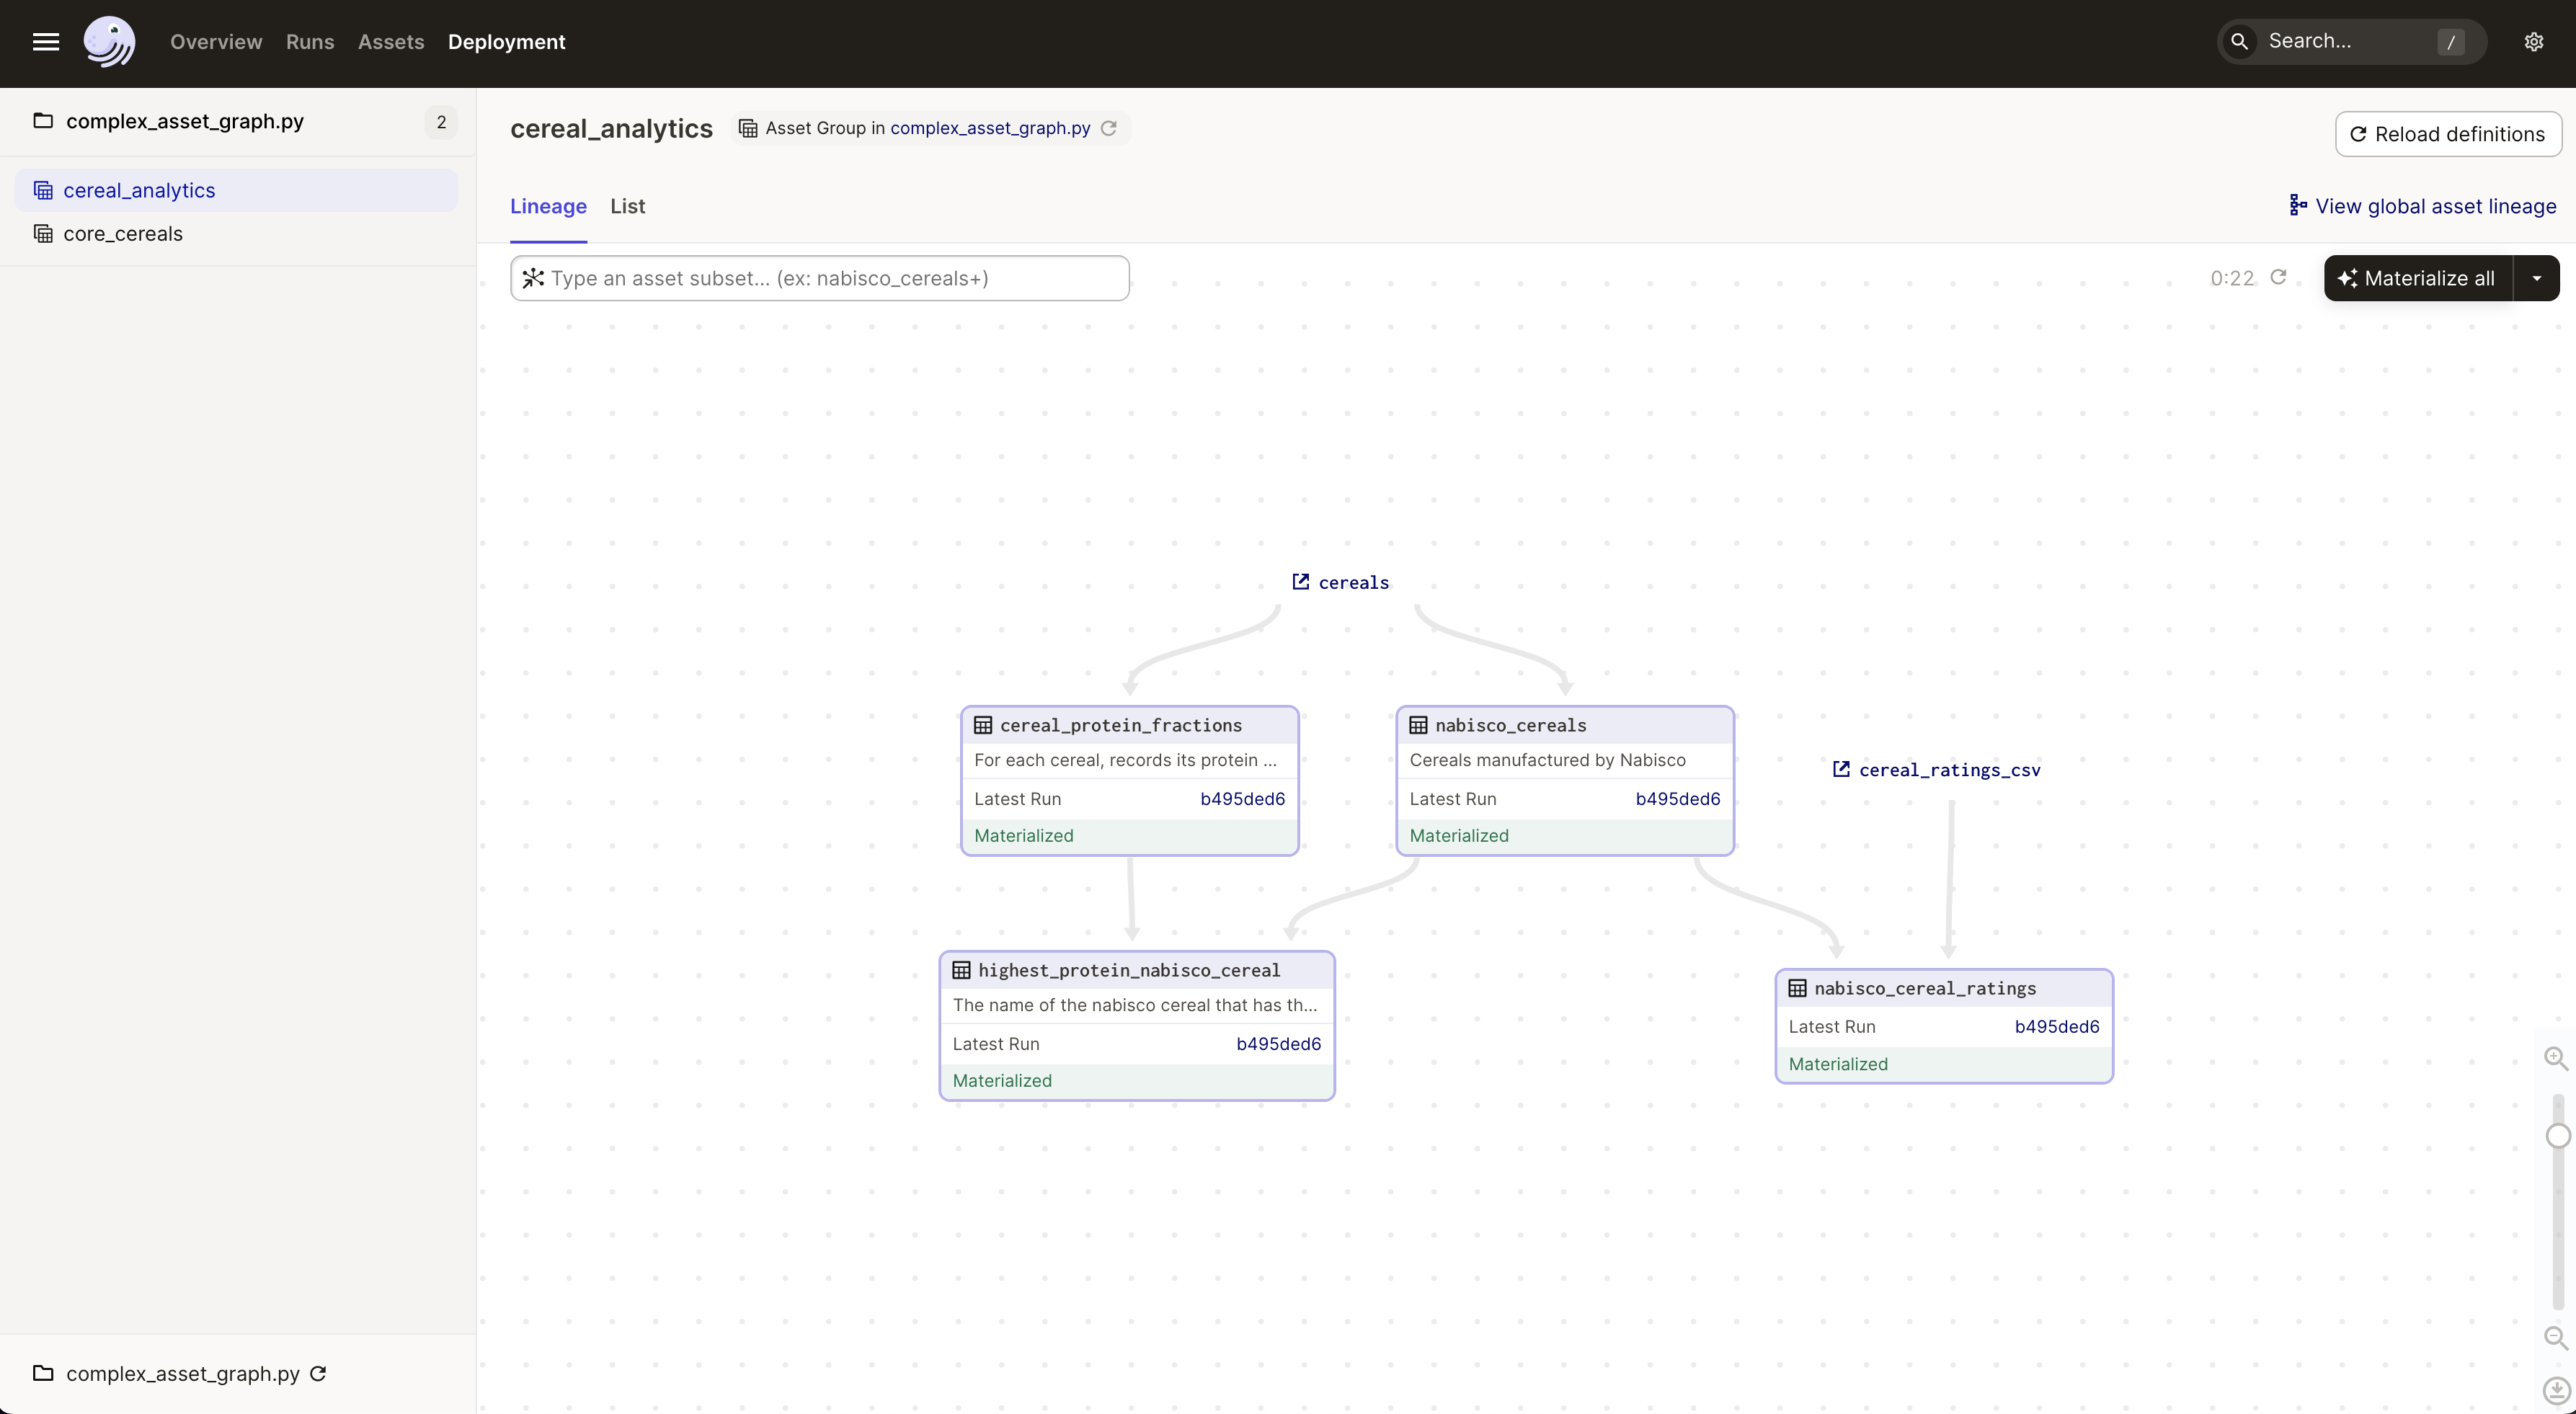 Overview Runs Assets Deployment
Search... /
complex_asset_graph.py 2
cereal_analytics
core_cereals
complex_asset_graph.py
cereal_analytics Asset Group in complex_asset_graph.py
Reload definitions
Lineage List
View global asset lineage
Type an asset subset... (ex: nabisco_cereals+)
0:22
Materialize all
cereals
cereal_protein_fractions
For each cereal, records its protein ...
Latest Run b495ded6
Materialized
nabisco_cereals
Cereals manufactured by Nabisco
Latest Run b495ded6
Materialized
cereal_ratings_csv
highest_protein_nabisco_cereal
The name of the nabisco cereal that has th...
Latest Run b495ded6
Materialized
nabisco_cereal_ratings
Latest Run b495ded6
Materialized